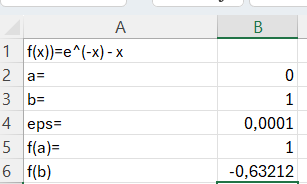 A B
1 f(x))=e^(-x) - x
2 a= 0
3 b= 1
4 eps= 0,0001
5 f(a)= 1
6 f(b) -0,63212